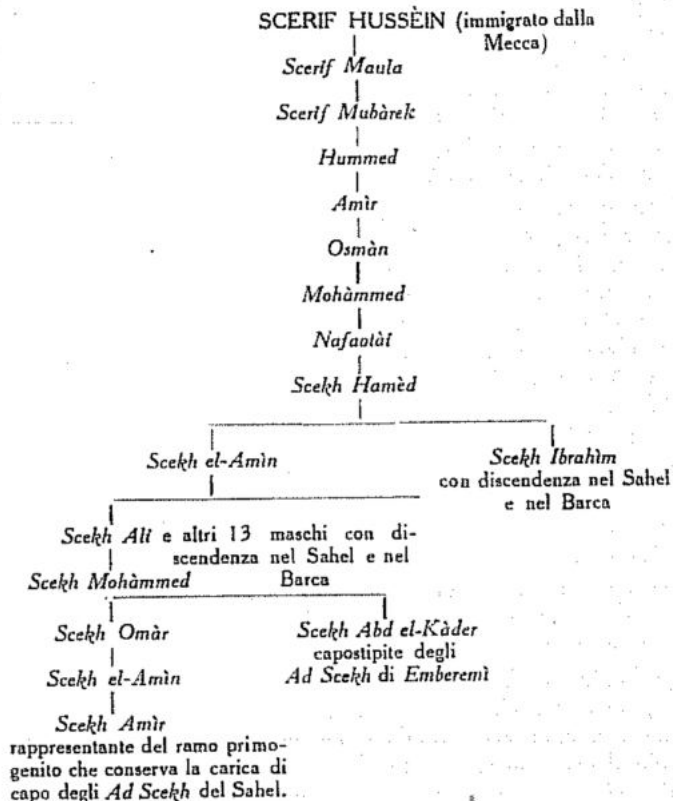 SCERIF HUSSÈIN (immigrato dalla
Mecca)
Scerif Maula
Scerif Mubàrek
Hummed
Amìr
Osmàn
Mohàmmed
Nafaotài
Scekh Hamèd
Scekh el-Amìn
Scekh Ibrahìm
con discendenza nel Sahel
e nel Barca
Scekh Ali e altri 13 maschi con di-
scendenza nel Sahel e nel
Barca
Scekh Mohàmmed
Scekh Omàr
Scekh Abd el-Kàder
capostipite degli
Ad Scekh di Emberemì
Scekh el-Amìn
Scekh Amìr
rappresentante del ramo primo-
genito che conserva la carica di
capo degli Ad Scekh del Sahel.